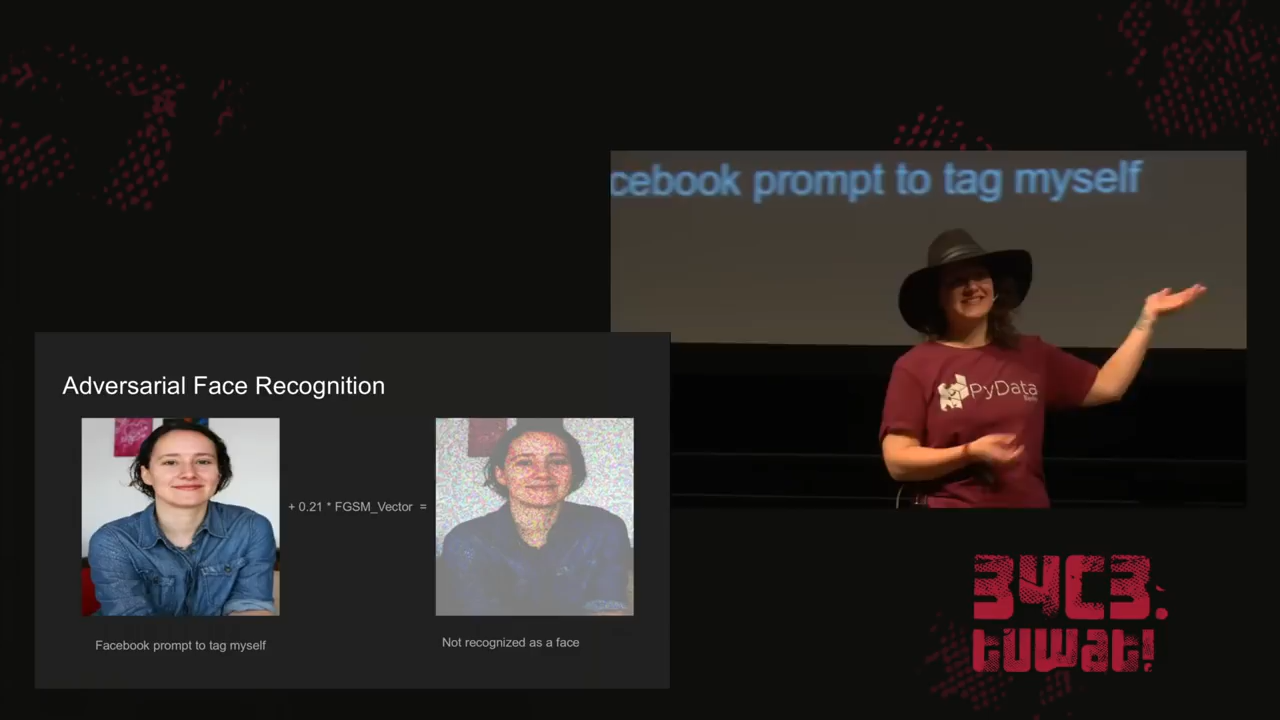 cebook prompt to tag myself
PyData
Adversarial Face Recognition
+ 0.21 * FGSM_Vector =
Facebook prompt to tag myself
Not recognized as a face
34C3.
tuwat!